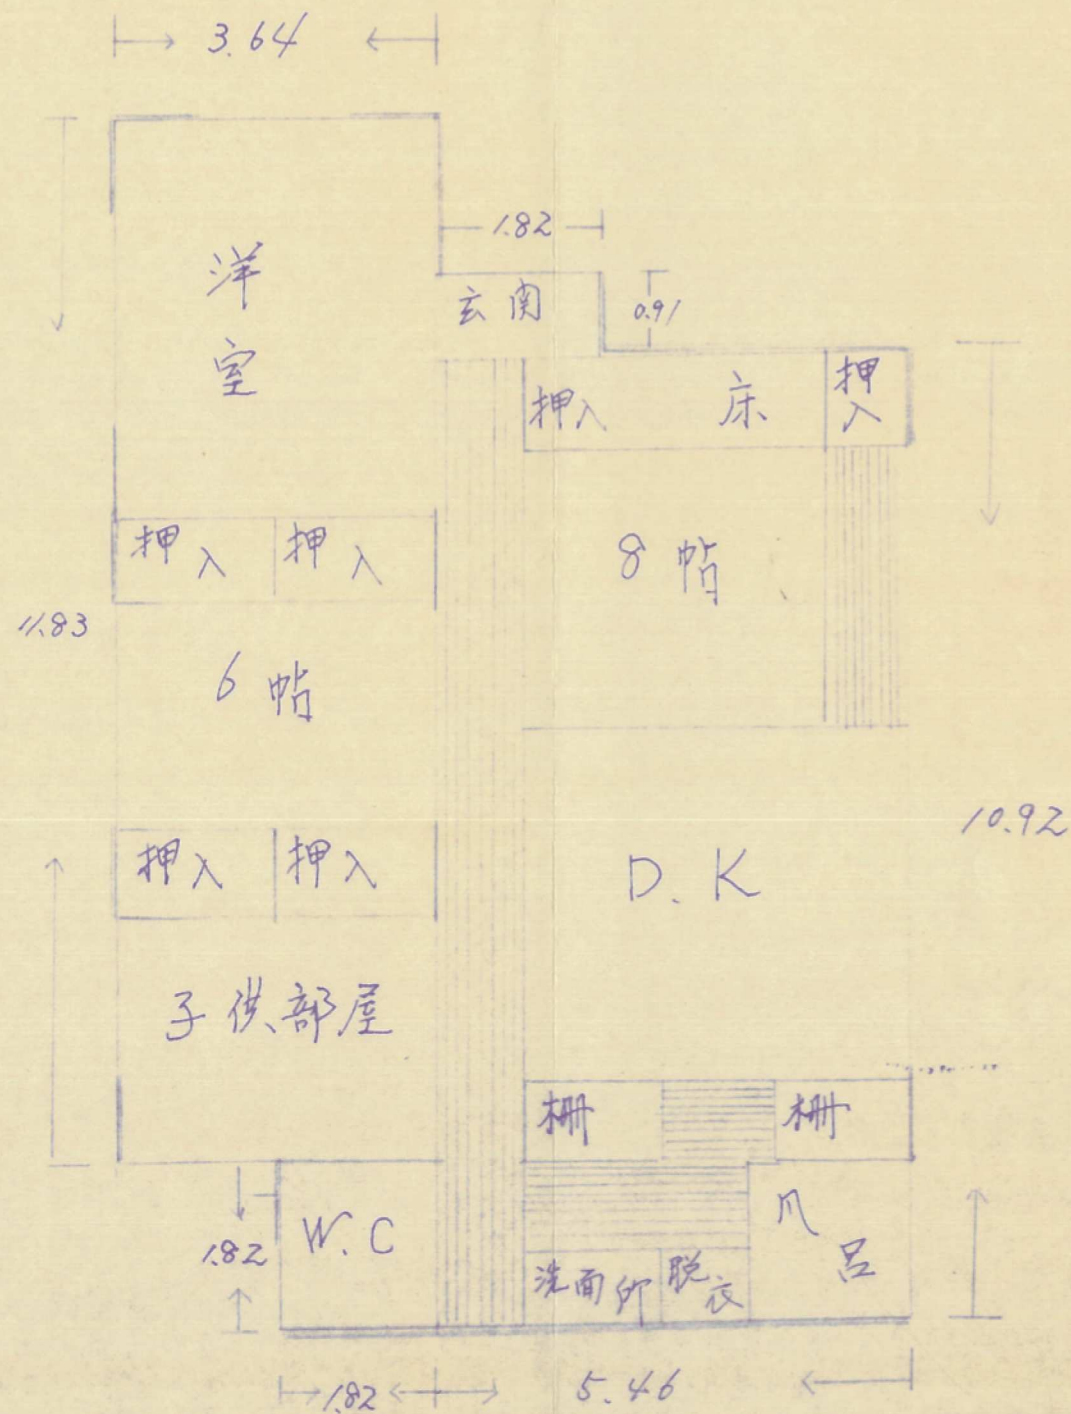 3.64
1.82
玄関
0.91
洋室
押入
床
押入
押入
押入
8帖
11.83
6帖
10.92
押入
押入
D.K
子供部屋
棚
棚
W.C
1.82
洗面所
脱衣
風呂
1.82
5.46